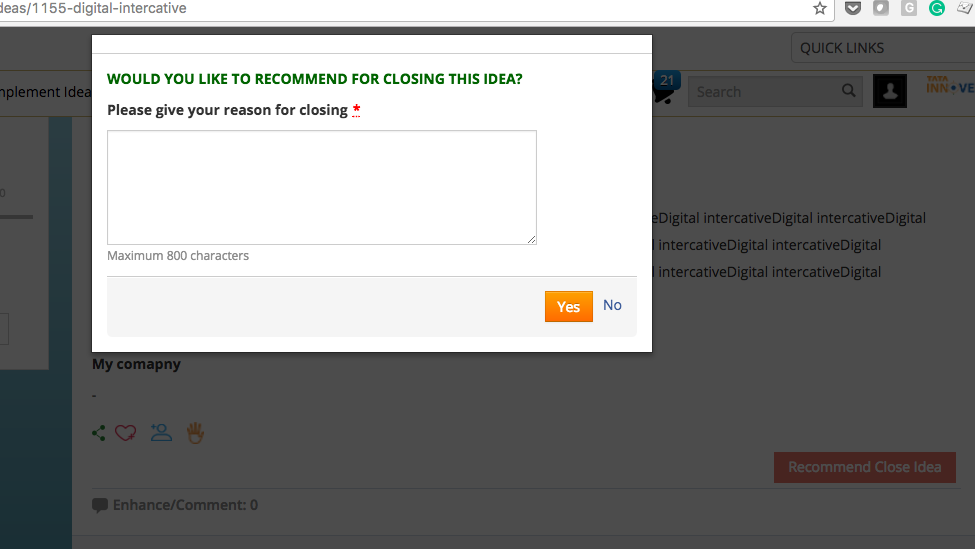 deas/1155-digital-intercative
QUICK LINKS
WOULD YOU LIKE TO RECOMMEND FOR CLOSING THIS IDEA?
mplement Idea
21
Search
TATA
INN•VE
Please give your reason for closing *
eDigital intercativeDigital intercativeDigital
l intercativeDigital intercativeDigital
l intercativeDigital intercativeDigital
Maximum 800 characters
Yes
No
My comapny
-
Recommend Close Idea
Enhance/Comment: 0